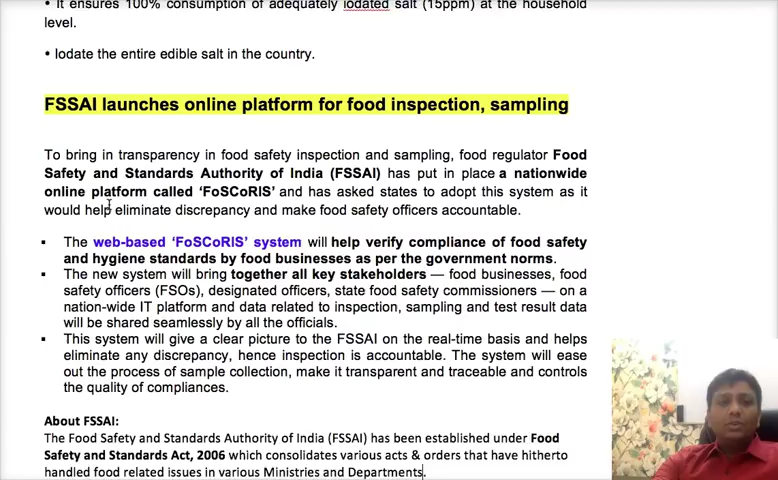 • It ensures 100% consumption of adequately iodated salt (15ppm) at the household
level.
• Iodate the entire edible salt in the country.
FSSAI launches online platform for food inspection, sampling
To bring in transparency in food safety inspection and sampling, food regulator Food
Safety and Standards Authority of India (FSSAI) has put in place a nationwide
online platform called ‘FoSCoRIS’ and has asked states to adopt this system as it
would help eliminate discrepancy and make food safety officers accountable.
▪ The web-based ‘FoSCoRIS’ system will help verify compliance of food safety
and hygiene standards by food businesses as per the government norms.
▪ The new system will bring together all key stakeholders — food businesses, food
safety officers (FSOs), designated officers, state food safety commissioners — on a
nation-wide IT platform and data related to inspection, sampling and test result data
will be shared seamlessly by all the officials.
▪ This system will give a clear picture to the FSSAI on the real-time basis and helps
eliminate any discrepancy, hence inspection is accountable. The system will ease
out the process of sample collection, make it transparent and traceable and controls
the quality of compliances.
About FSSAI:
The Food Safety and Standards Authority of India (FSSAI) has been established under Food
Safety and Standards Act, 2006 which consolidates various acts & orders that have hitherto
handled food related issues in various Ministries and Departments.